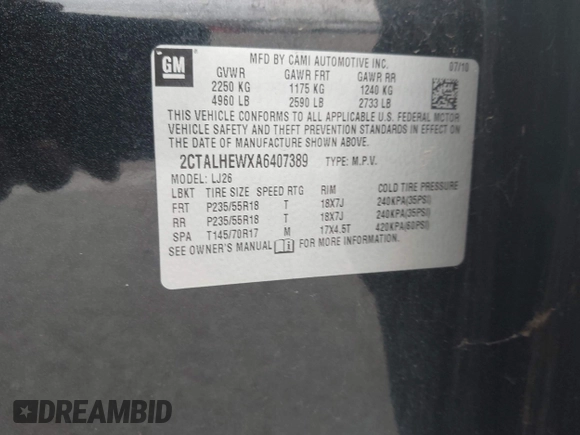 GM
MFD BY CAMI AUTOMOTIVE INC. 07/10
GVWR GAWR FRT GAWR RR
2250 KG 1175 KG 1240 KG
4960 LB 2590 LB 2733 LB
THIS VEHICLE CONFORMS TO ALL APPLICABLE U.S. FEDERAL MOTOR
VEHICLE SAFETY AND THEFT PREVENTION STANDARDS IN EFFECT ON
THE DATE OF MANUFACTURE SHOWN ABOVE.
2CTALHEWXA6407389 TYPE: M.P.V.
MODEL: LJ26
LBKT TIRE SIZE SPEED RTG RIM COLD TIRE PRESSURE
FRT P235/55R18 T 18X7J 240KPA(35PSI)
RR P235/55R18 T 18X7J 240KPA(35PSI)
SPA T145/70R17 M 17X4.5T 420KPA(60PSI)
SEE OWNER'S MANUAL FOR MORE INFORMATION.
DREAMBID